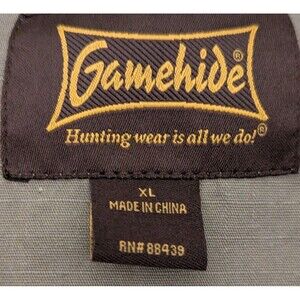 Gamehide®
Hunting wear is all we do!®
XL
MADE IN CHINA
RN# 88439